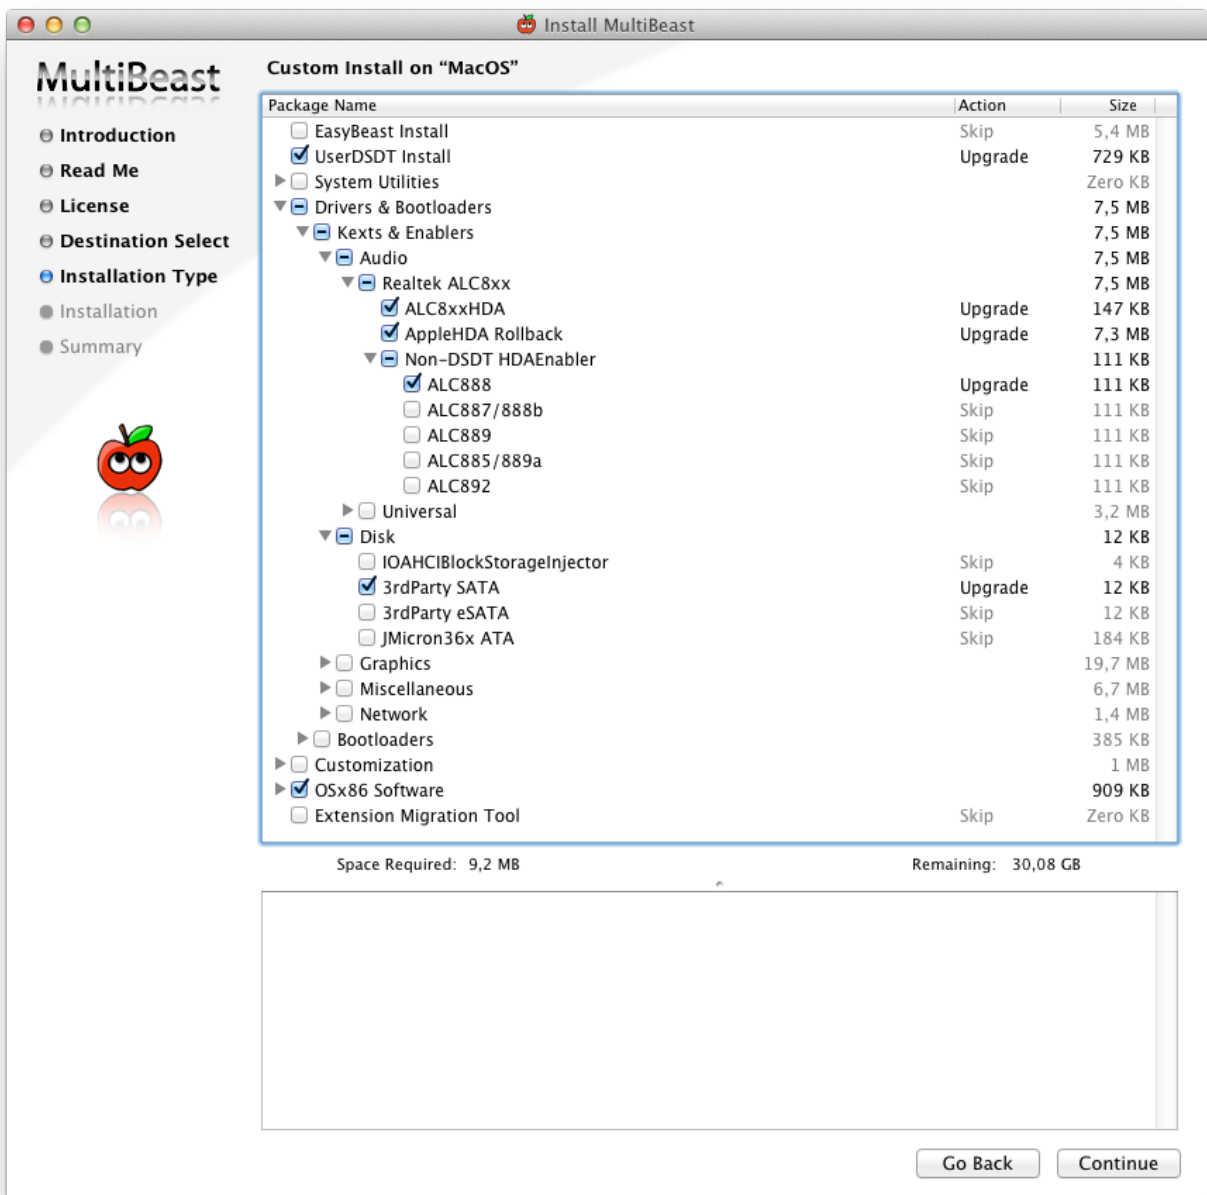 Install MultiBeast
MultiBeast
Introduction
Read Me
License
Destination Select
Installation Type
Installation
Summary
Custom Install on “MacOS”
Package Name Action Size
EasyBeast Install Skip 5,4 MB
UserDSDT Install Upgrade 729 KB
System Utilities Zero KB
Drivers & Bootloaders 7,5 MB
Kexts & Enablers 7,5 MB
Audio 7,5 MB
Realtek ALC8xx 7,5 MB
ALC8xxHDA Upgrade 147 KB
AppleHDA Rollback Upgrade 7,3 MB
Non-DSDT HDAEnabler 111 KB
ALC888 Upgrade 111 KB
ALC887/888b Skip 111 KB
ALC889 Skip 111 KB
ALC885/889a Skip 111 KB
ALC892 Skip 111 KB
Universal 3,2 MB
Disk 12 KB
IOAHCIBlockStorageInjector Skip 4 KB
3rdParty SATA Upgrade 12 KB
3rdParty eSATA Skip 12 KB
JMicron36x ATA Skip 184 KB
Graphics 19,7 MB
Miscellaneous 6,7 MB
Network 1,4 MB
Bootloaders 385 KB
Customization 1 MB
OSx86 Software 909 KB
Extension Migration Tool Skip Zero KB
Space Required: 9,2 MB Remaining: 30,08 GB
Go Back Continue